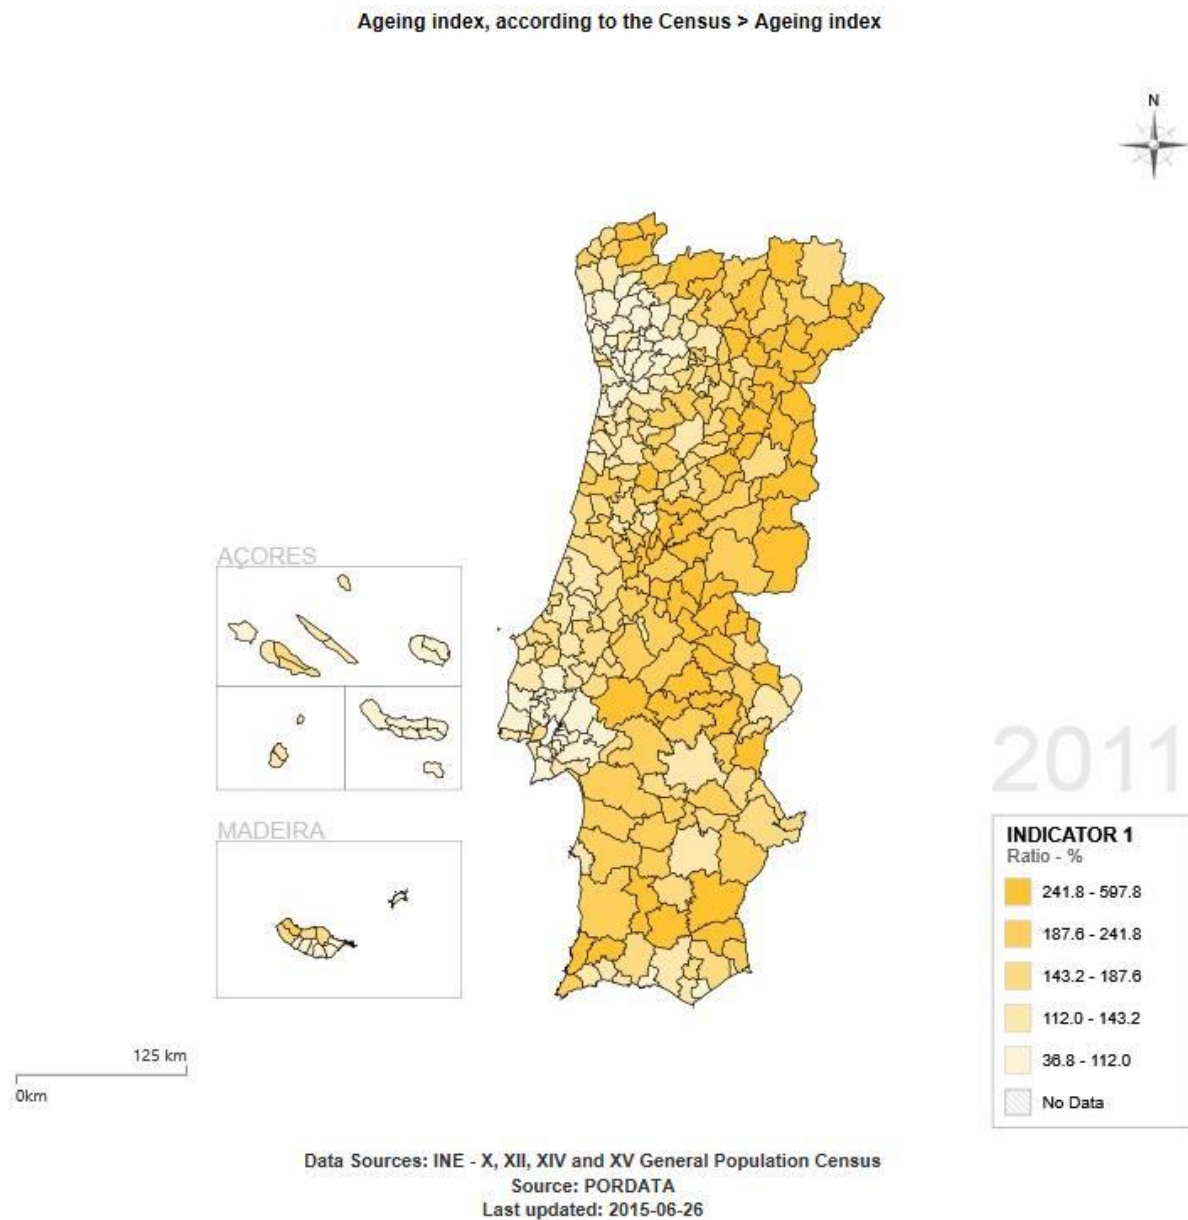 Ageing index, according to the Census > Ageing index
N
AÇORES
MADEIRA
2011
INDICATOR 1
Ratio - %
241.8 - 597.8
187.6 - 241.8
143.2 - 187.6
112.0 - 143.2
36.8 - 112.0
No Data
125 km
0km
Data Sources: INE - X, XII, XIV and XV General Population Census
Source: PORDATA
Last updated: 2015-06-26